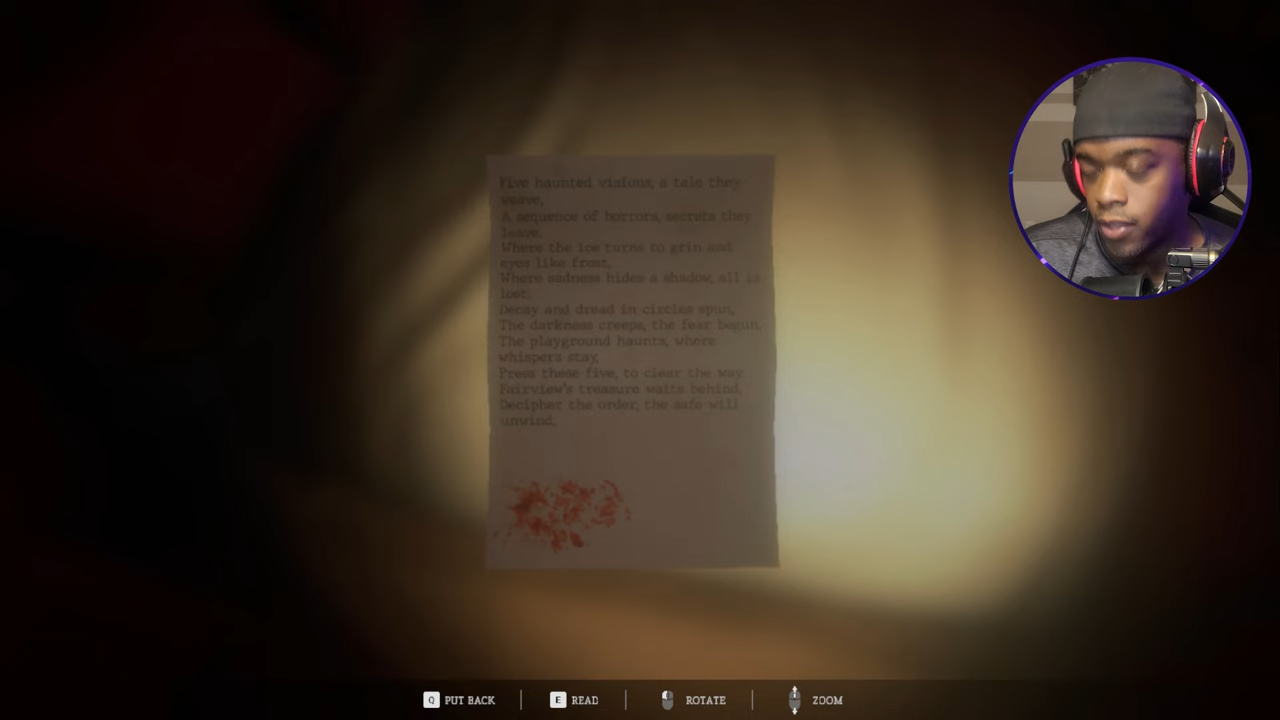 Five haunted visions, a tale they
weave,
A sequence of horrors, secrets they
leave.
Where the ice turns to grin and
eyes like frost,
Where sadness hides a shadow, all is
lost.
Decay and dread in circles spun,
The darkness creeps, the fear begun.
The playground haunts, where
whispers stay,
Press these five, to clear the way.
Fairview's treasure waits behind,
Decipher the order, the safe will
unwind.
Q PUT BACK
E READ
ROTATE
ZOOM